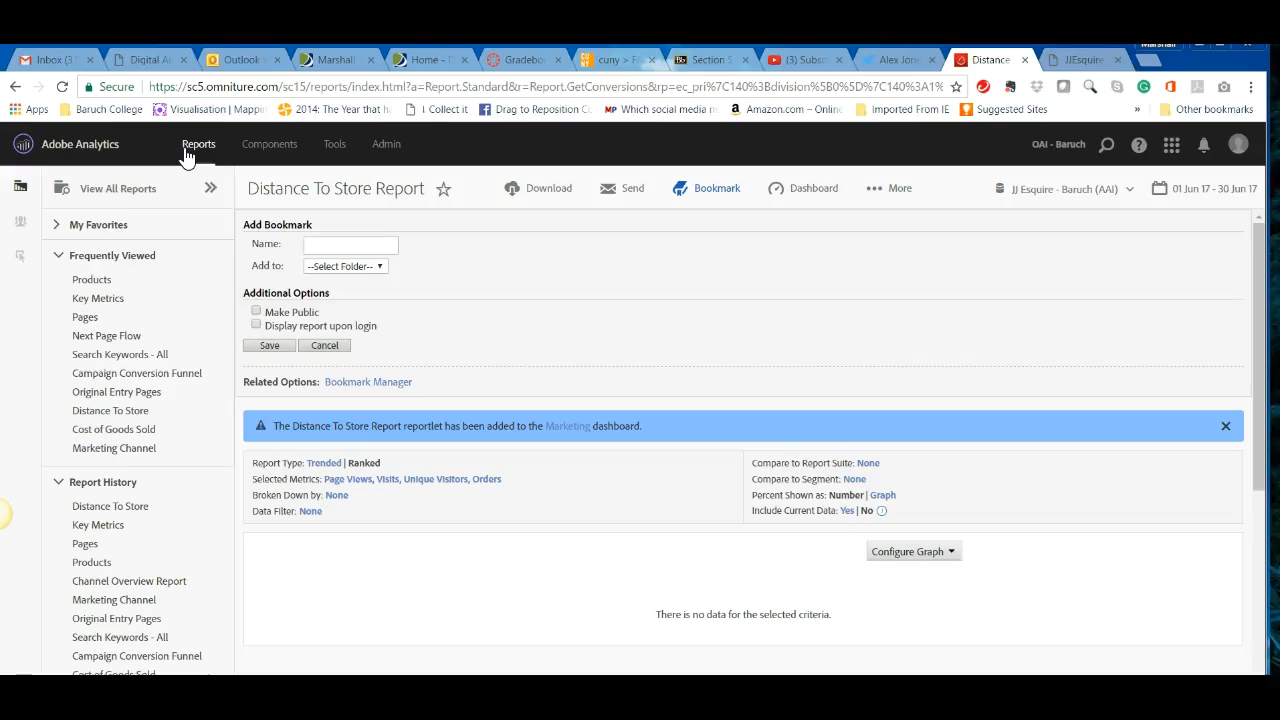 Marshall
Inbox (3. Digital Ar Outlook Marshall Home - Gradeb cuny > E Section S (3) Subsc Alex Jone Distance JJEsquire
Secure https://sc5.omniture.com/sc15/reports/index.html?a=Report.Standard&r=Report.GetConversions&rp=ec_pri%7C140%3Bdivision%5B0%5D%7C140%3A1%
Apps Baruch College Visualisation | Mappin 2014: The Year that h I Collect it Drag to Reposition Co Which social media r Amazon.com – Online Imported From IE Suggested Sites » Other bookmarks
Adobe Analytics Reports Components Tools Admin OAI - Baruch
View All Reports Distance To Store Report Download Send Bookmark Dashboard More JJ Esquire - Baruch (AAI) 01 Jun 17 - 30 Jun 17
My Favorites
Frequently Viewed
Products
Key Metrics
Pages
Next Page Flow
Search Keywords - All
Campaign Conversion Funnel
Original Entry Pages
Distance To Store
Cost of Goods Sold
Marketing Channel
Report History
Distance To Store
Key Metrics
Pages
Products
Channel Overview Report
Marketing Channel
Original Entry Pages
Search Keywords - All
Campaign Conversion Funnel
Cost of Goods Sold
Add Bookmark
Name:
Add to: --Select Folder--
Additional Options
Make Public
Display report upon login
Save Cancel
Related Options: Bookmark Manager
The Distance To Store Report reportlet has been added to the Marketing dashboard.
Report Type: Trended | Ranked
Selected Metrics: Page Views, Visits, Unique Visitors, Orders
Broken Down by: None
Data Filter: None
Compare to Report Suite: None
Compare to Segment: None
Percent Shown as: Number | Graph
Include Current Data: Yes | No
Configure Graph
There is no data for the selected criteria.